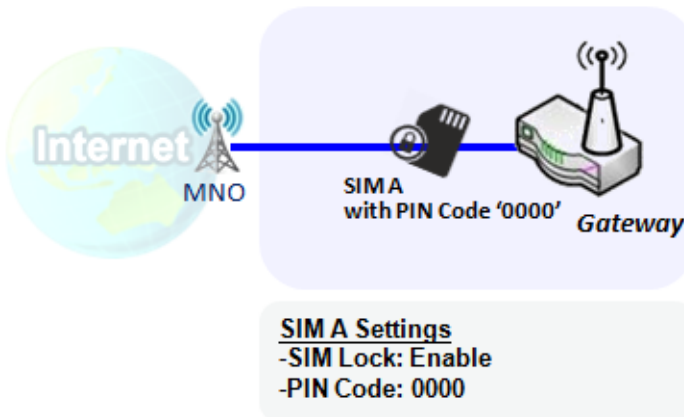 Internet
MNO
SIM A
with PIN Code ‘0000’
Gateway
SIM A Settings
-SIM Lock: Enable
-PIN Code: 0000